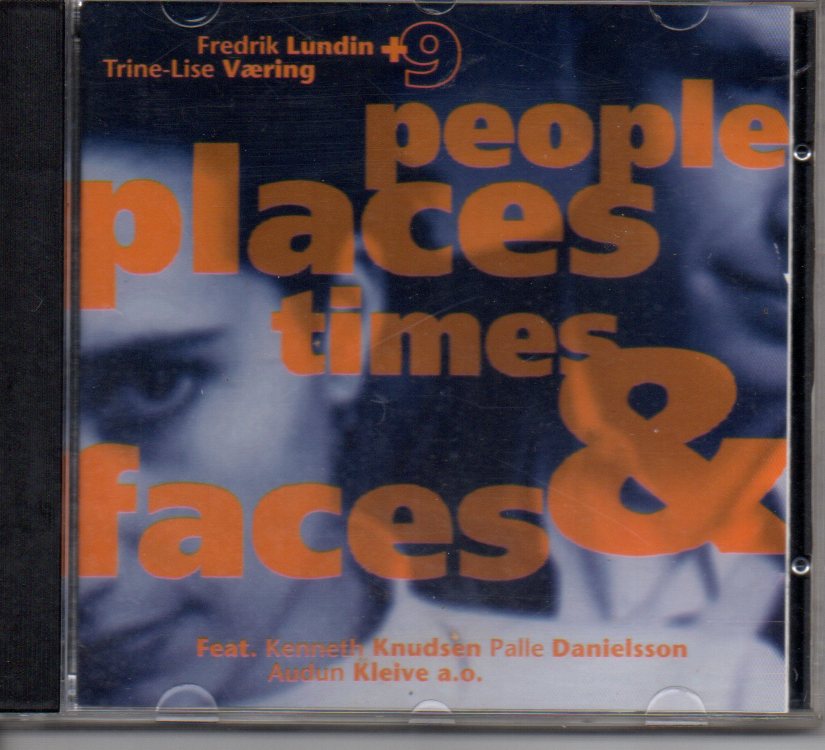 Fredrik Lundin +9
Trine-Lise Væring
people
places
times
&
faces
Feat. Kenneth Knudsen Palle Danielsson
Audun Kleive a.o.